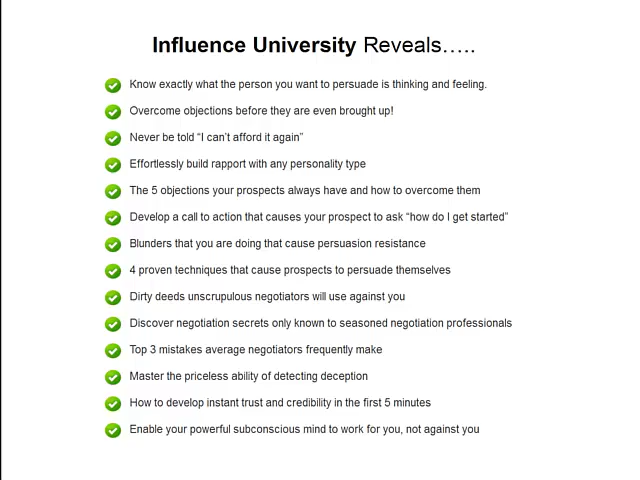 Influence University Reveals…..
Know exactly what the person you want to persuade is thinking and feeling.
Overcome objections before they are even brought up!
Never be told “I can’t afford it again”
Effortlessly build rapport with any personality type
The 5 objections your prospects always have and how to overcome them
Develop a call to action that causes your prospect to ask “how do I get started”
Blunders that you are doing that cause persuasion resistance
4 proven techniques that cause prospects to persuade themselves
Dirty deeds unscrupulous negotiators will use against you
Discover negotiation secrets only known to seasoned negotiation professionals
Top 3 mistakes average negotiators frequently make
Master the priceless ability of detecting deception
How to develop instant trust and credibility in the first 5 minutes
Enable your powerful subconscious mind to work for you, not against you